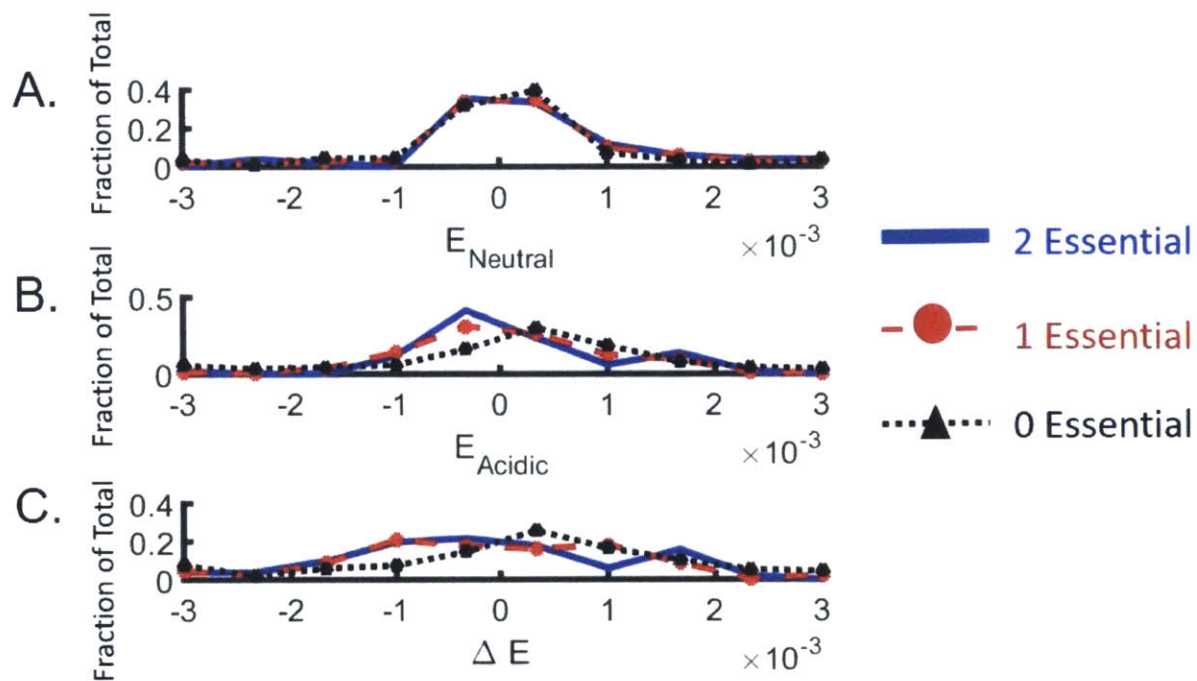 A.
Fraction of Total
0.4
0.2
0
-3 -2 -1 0 1 2 3
E Neutral
×10-3
B.
Fraction of Total
0.5
0
-3 -2 -1 0 1 2 3
E Acidic
×10-3
C.
Fraction of Total
0.4
0.2
0
-3 -2 -1 0 1 2 3
Δ E
×10-3
2 Essential
1 Essential
0 Essential